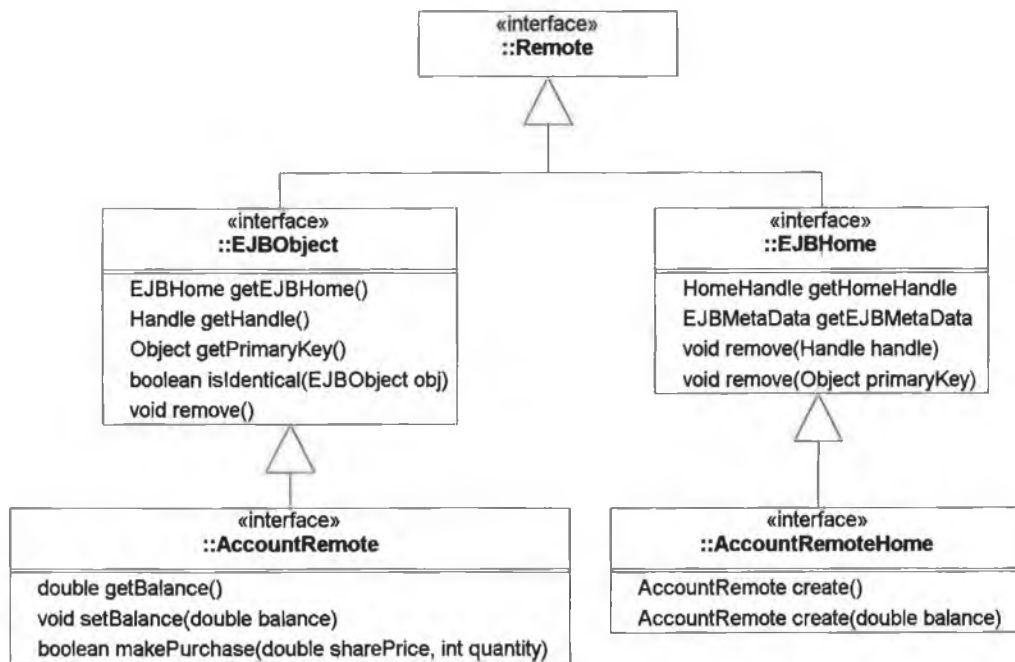 «interface»
::Remote
«interface»
::EJBObject
EJBHome getEJBHome()
Handle getHandle()
Object getPrimaryKey()
boolean isIdentical(EJBObject obj)
void remove()
«interface»
::EJBHome
HomeHandle getHomeHandle
EJBMetaData getEJBMetaData
void remove(Handle handle)
void remove(Object primaryKey)
«interface»
::AccountRemote
double getBalance()
void setBalance(double balance)
boolean makePurchase(double sharePrice, int quantity)
«interface»
::AccountRemoteHome
AccountRemote create()
AccountRemote create(double balance)